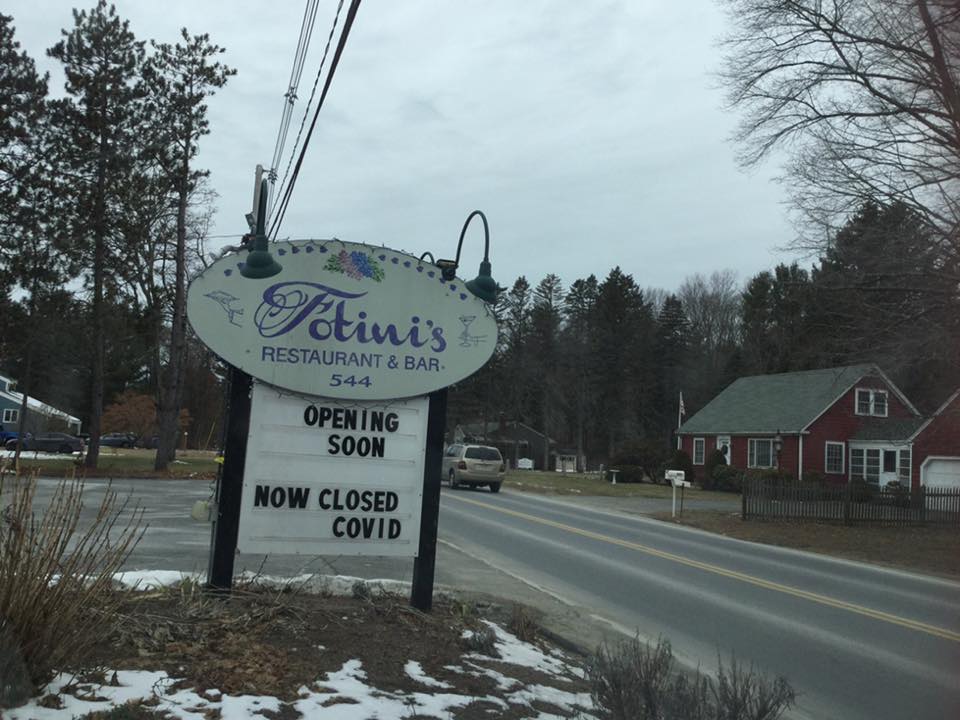 Fotini's
RESTAURANT & BAR
544
OPENING
SOON
NOW CLOSED
COVID